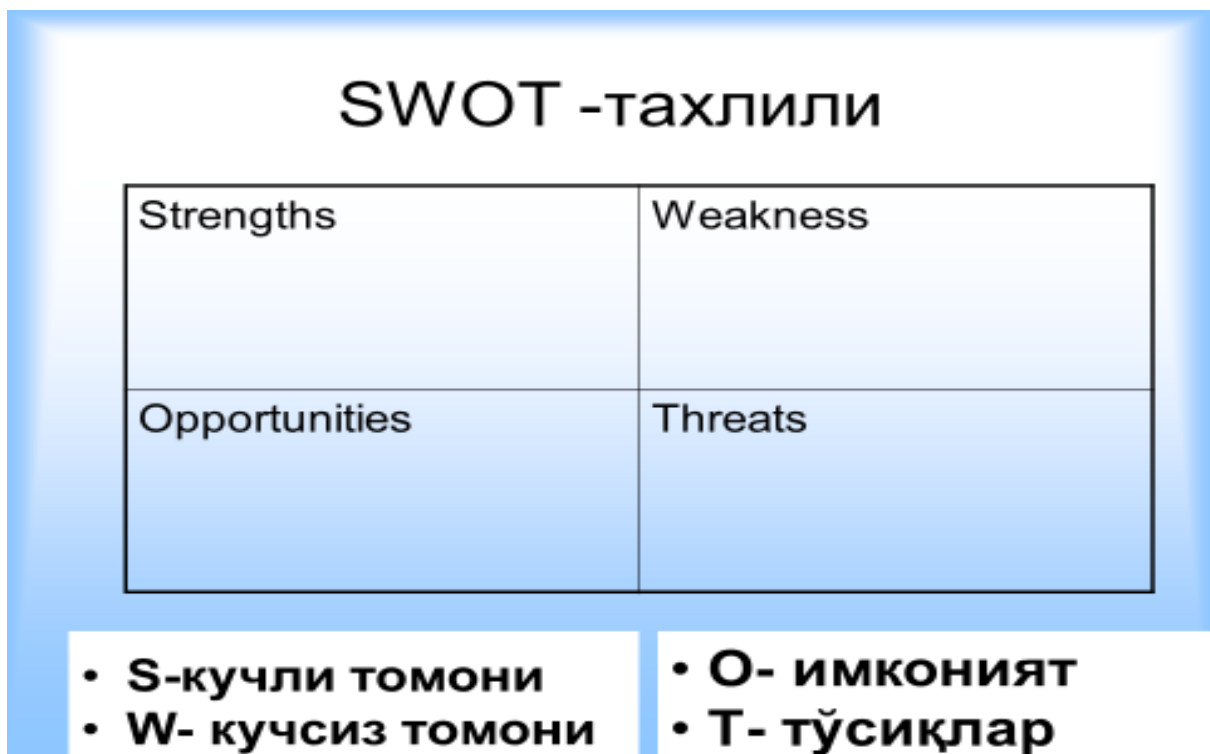 SWOT -тахлили
Strengths
Weakness
Opportunities
Threats
• S-кучли томони
• W- кучсиз томони
• O- имконият
• T- тўсиқлар